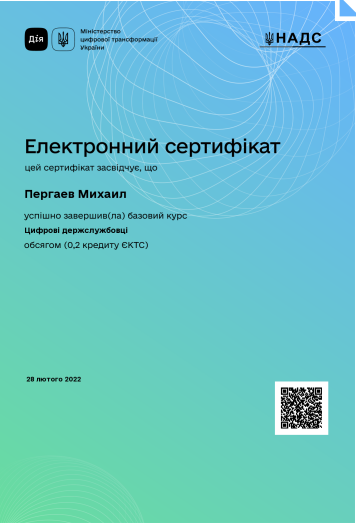 Дія
Міністерство
цифрової трансформації
України
НАДС
Електронний сертифікат
цей сертифікат засвідчує, що
Пергаев Михаил
успішно завершив(ла) базовий курс
Цифрові держслужбовці
обсягом (0,2 кредиту ЄКТС)
28 лютого 2022